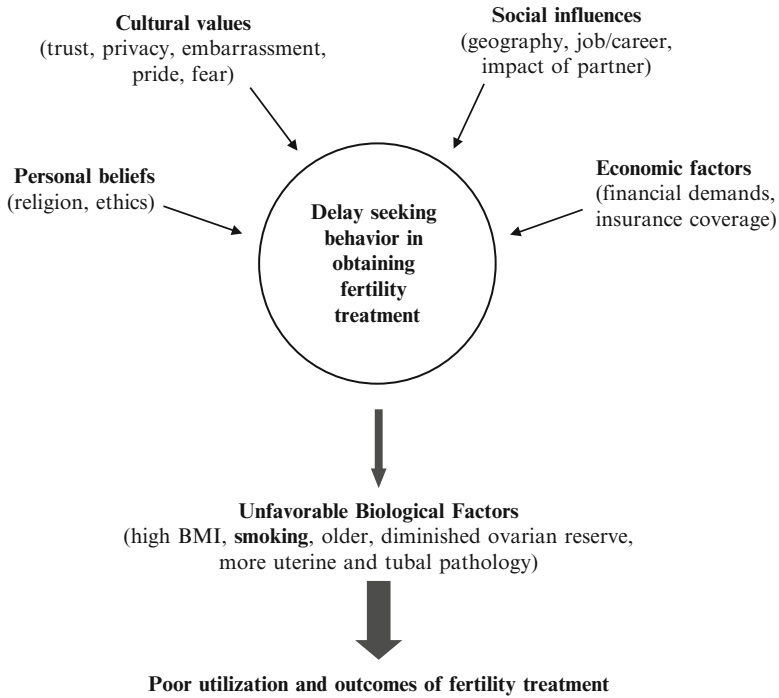 Cultural values
(trust, privacy, embarrassment,
pride, fear)
Social influences
(geography, job/career,
impact of partner)
Personal beliefs
(religion, ethics)
Economic factors
(financial demands,
insurance coverage)
Delay seeking
behavior in
obtaining
fertility
treatment
Unfavorable Biological Factors
(high BMI, smoking, older, diminished ovarian reserve,
more uterine and tubal pathology)
Poor utilization and outcomes of fertility treatment